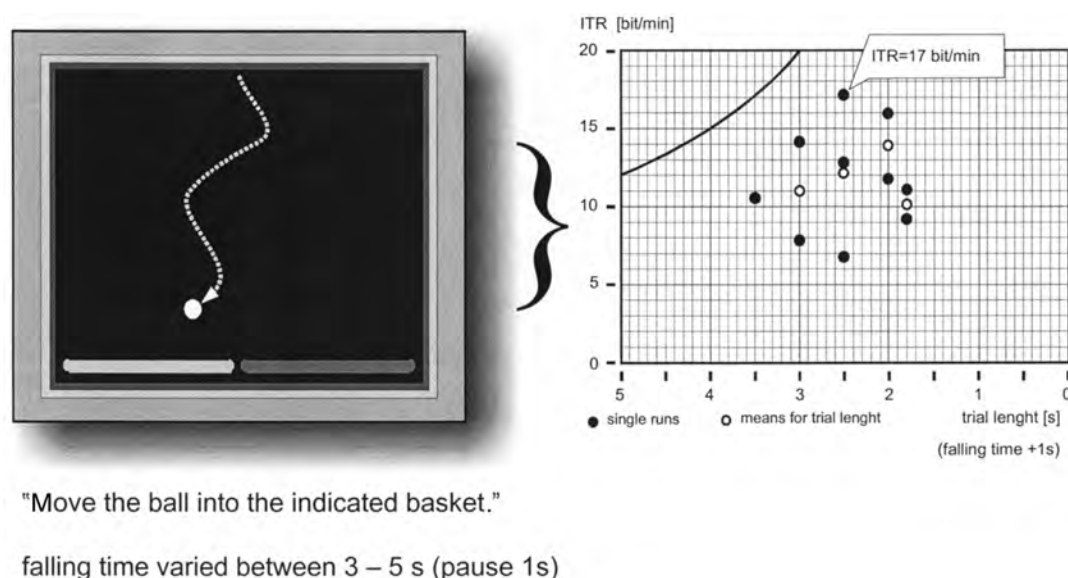 ITR [bit/min]
ITR=17 bit/min
20
15
10
5
0
5 4 3 2 1 0
single runs means for trial lenght trial lenght [s]
(falling time +1s)
"Move the ball into the indicated basket."
falling time varied between 3 – 5 s (pause 1s)